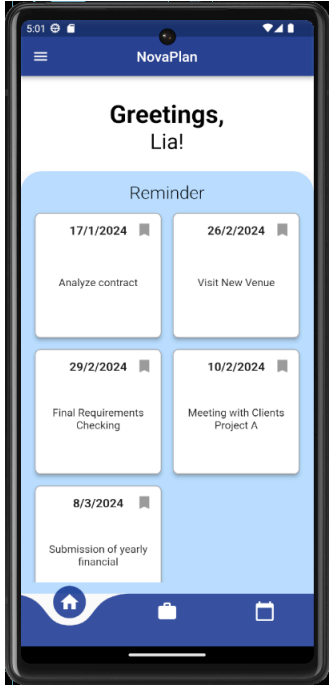 5:01
NovaPlan
Greetings,
Lia!
Reminder
17/1/2024
Analyze contract
26/2/2024
Visit New Venue
29/2/2024
Final Requirements
Checking
10/2/2024
Meeting with Clients
Project A
8/3/2024
Submission of yearly
financial